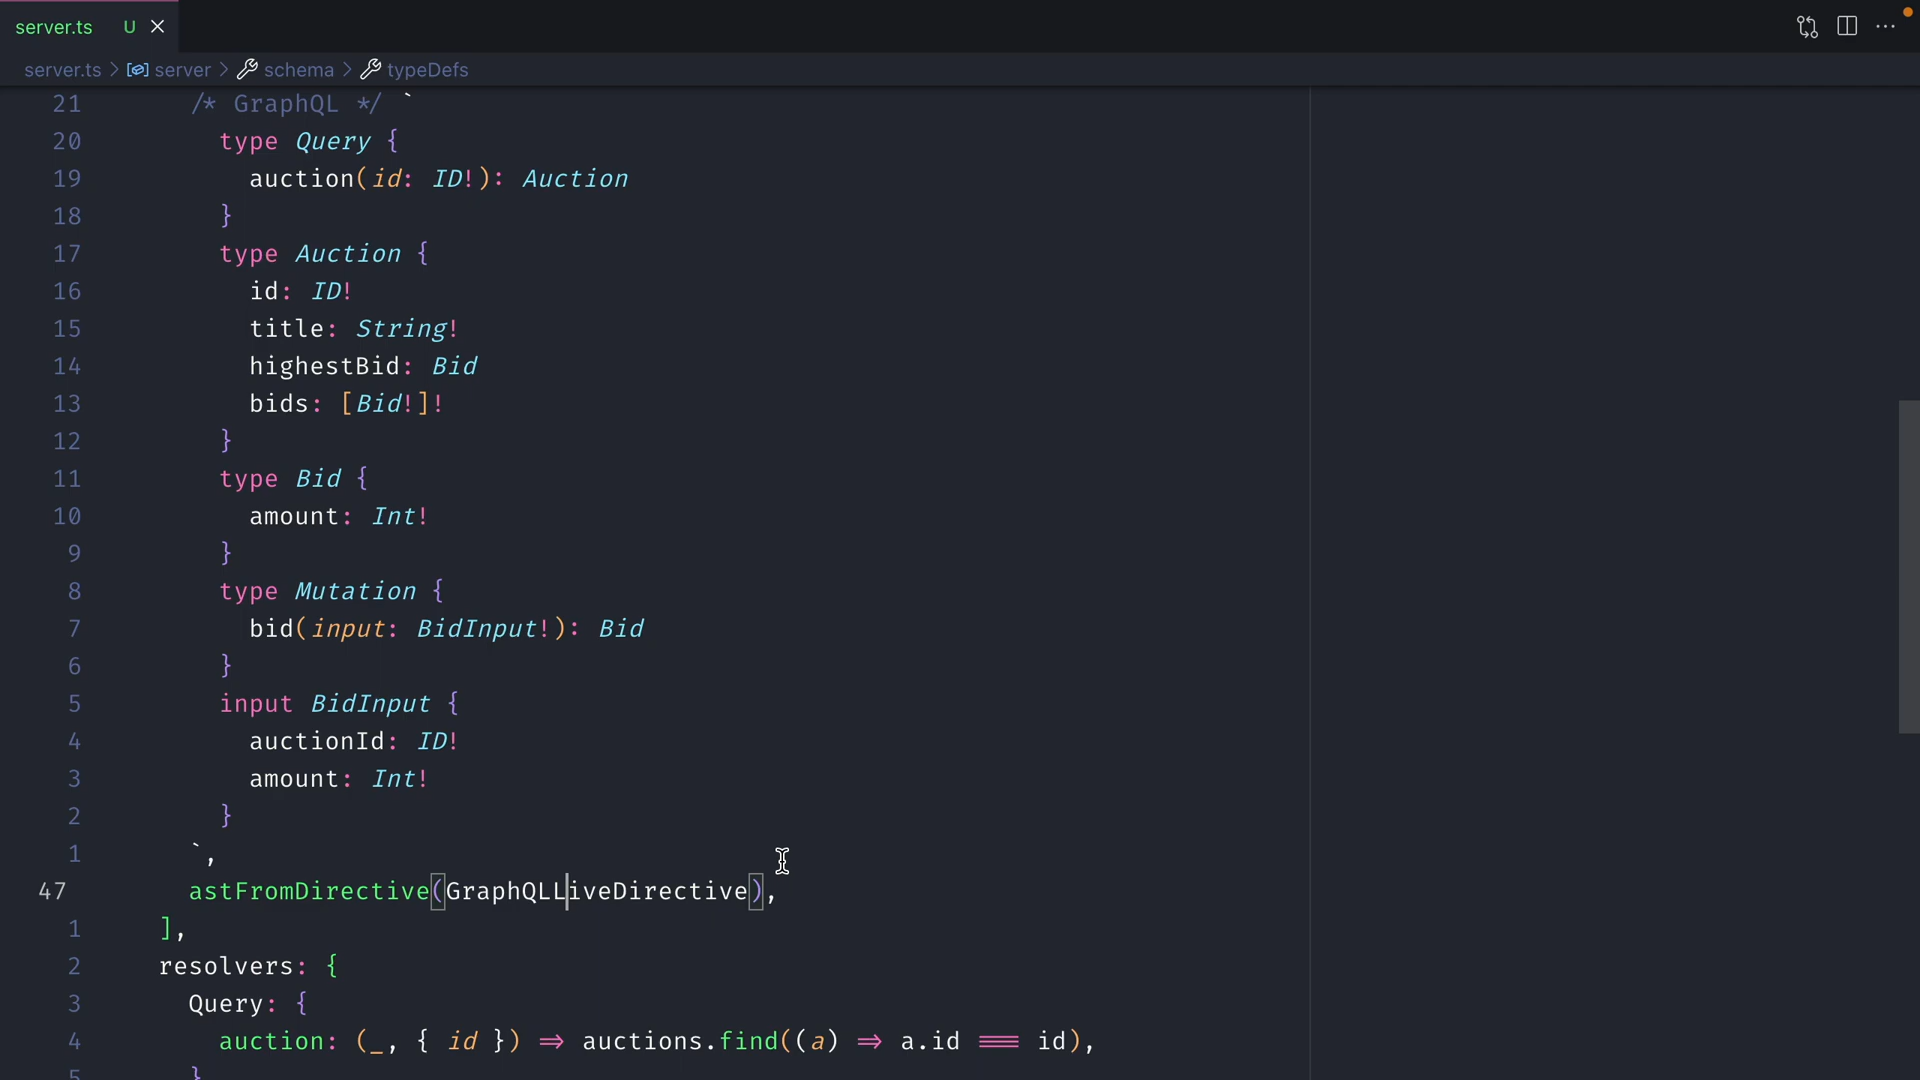 server.ts U
server.ts > server > schema > typeDefs
21 /* GraphQL */ `
20 type Query {
19 auction(id: ID!): Auction
18 }
17 type Auction {
16 id: ID!
15 title: String!
14 highestBid: Bid
13 bids: [Bid!]!
12 }
11 type Bid {
10 amount: Int!
9 }
8 type Mutation {
7 bid(input: BidInput!): Bid
6 }
5 input BidInput {
4 auctionId: ID!
3 amount: Int!
2 }
1 `,
47 astFromDirective(GraphQLLiveDirective),
1 ],
2 resolvers: {
3 Query: {
4 auction: (_, { id }) => auctions.find((a) => a.id === id),
5 }